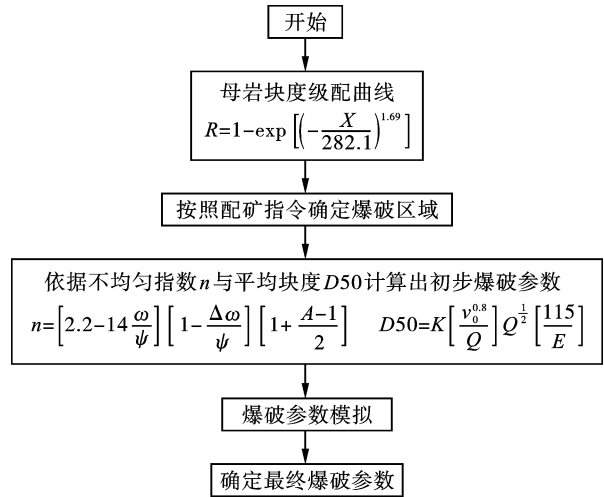 开始
母岩块度级配曲线
R=1-exp[(-X/282.1)^1.69]
按照配矿指令确定爆破区域
依据不均匀指数n与平均块度D50计算出初步爆破参数
n=[2.2-14 ω/ψ][1-Δω/ψ][1+(A-1)/2] D50=K[v₀^0.8/Q]Q^(1/2)[115/E]
爆破参数模拟
确定最终爆破参数